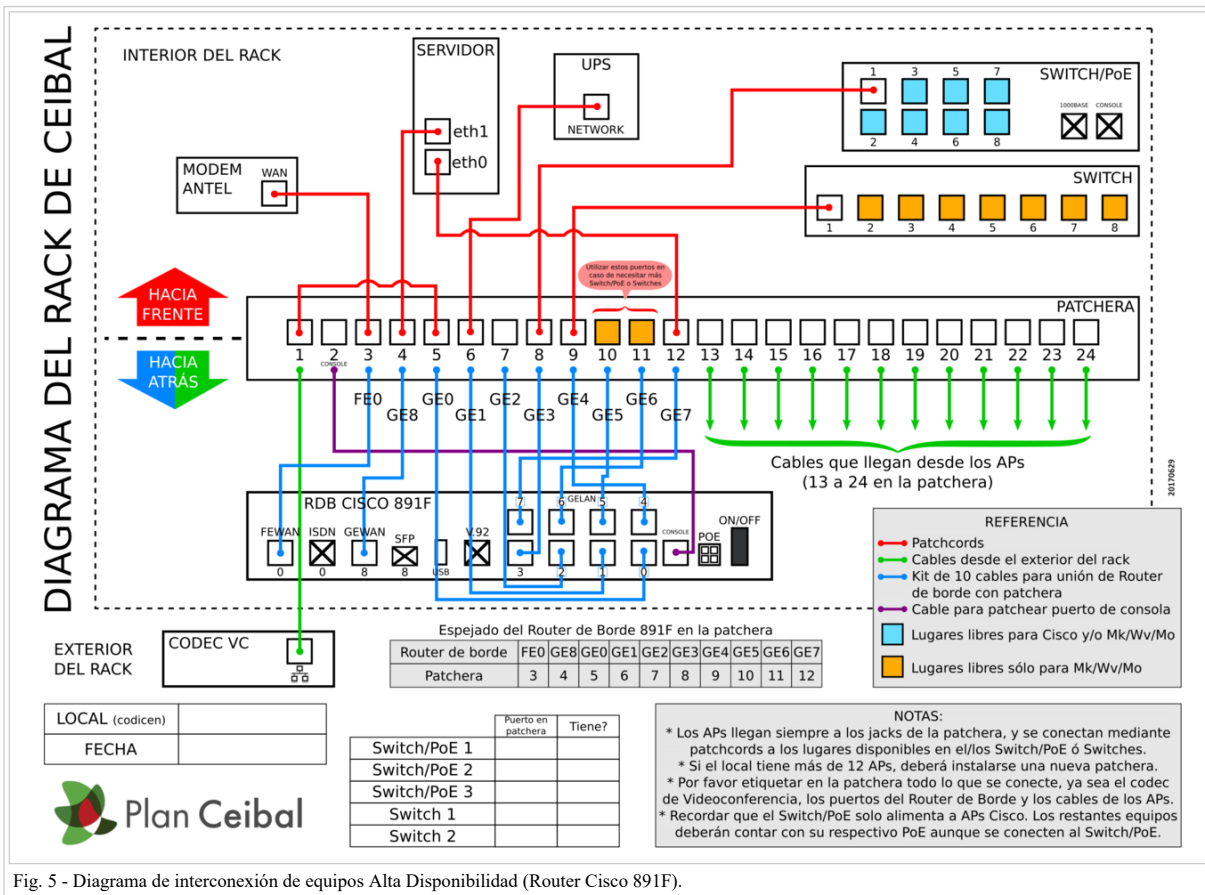 DIAGRAMA DEL RACK DE CEIBAL
INTERIOR DEL RACK
SERVIDOR
eth1
eth0
UPS
NETWORK
SWITCH/PoE
1 3 5 7
2 4 6 8
1000BASE CONSOLE
MODEM
ANTEL
WAN
SWITCH
1 2 3 4 5 6 7 8
Utilizar estos puertos en
caso de necesitar más
Switch/PoE o Switches
HACIA
FRENTE
HACIA
ATRÁS
PATCHERA
1 2 3 4 5 6 7 8 9 10 11 12 13 14 15 16 17 18 19 20 21 22 23 24
CONSOLE
FE0 GE0 GE2 GE4 GE6
GE8 GE1 GE3 GE5 GE7
Cables que llegan desde los APs
(13 a 24 en la patchera)
20170629
RDB CISCO 891F
7 6 GELAN 5 4
FEWAN ISDN GEWAN SFP USB V.92 CONSOLE POE ON/OFF
0 0 8 8 3 2 1 0
REFERENCIA
Patchcords
Cables desde el exterior del rack
Kit de 10 cables para unión de Router
de borde con patchera
Cable para patchear puerto de consola
Lugares libres para Cisco y/o Mk/Wv/Mo
Lugares libres sólo para Mk/Wv/Mo
EXTERIOR
DEL RACK
CODEC VC
Espejado del Router de Borde 891F en la patchera
Router de borde FE0 GE8 GE0 GE1 GE2 GE3 GE4 GE5 GE6 GE7
Patchera 3 4 5 6 7 8 9 10 11 12
LOCAL (codicen)
FECHA
Plan Ceibal
Puerto en
patchera
Tiene?
Switch/PoE 1
Switch/PoE 2
Switch/PoE 3
Switch 1
Switch 2
NOTAS:
* Los APs llegan siempre a los jacks de la patchera, y se conectan mediante
patchcords a los lugares disponibles en el/los Switch/PoE ó Switches.
* Si el local tiene más de 12 APs, deberá instalarse una nueva patchera.
* Por favor etiquetar en la patchera todo lo que se conecte, ya sea el codec
de Videoconferencia, los puertos del Router de Borde y los cables de los APs.
* Recordar que el Switch/PoE solo alimenta a APs Cisco. Los restantes equipos
deberán contar con su respectivo PoE aunque se conecten al Switch/PoE.
Fig. 5 - Diagrama de interconexión de equipos Alta Disponibilidad (Router Cisco 891F).